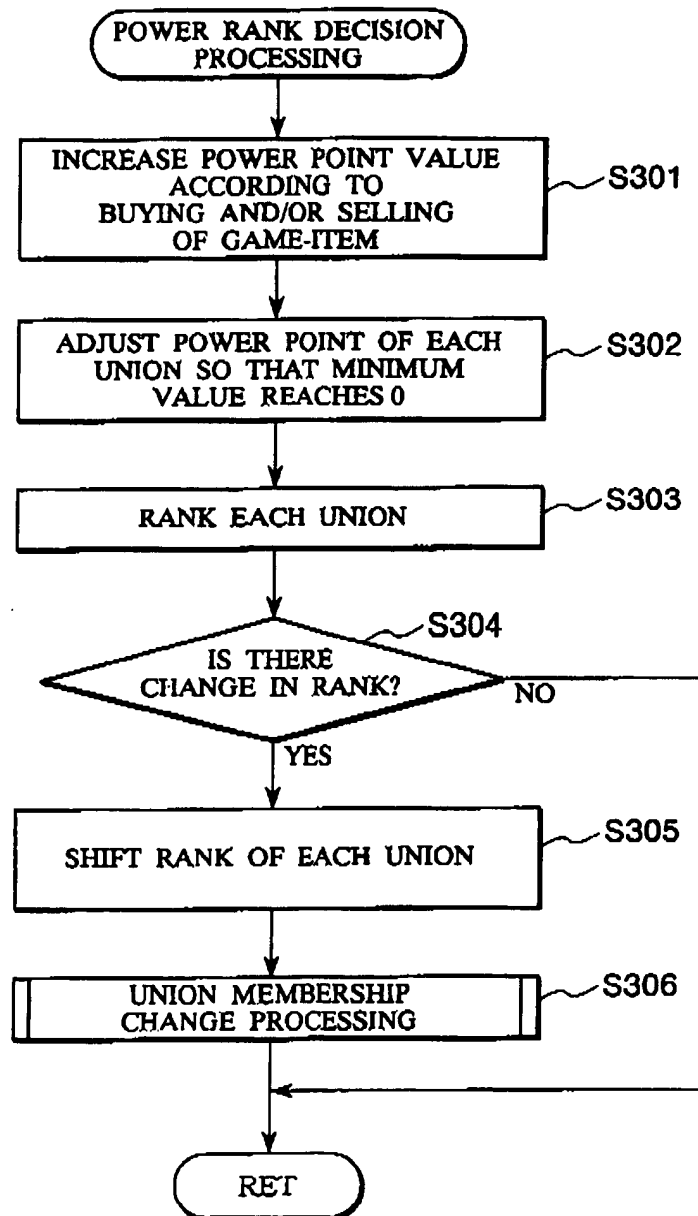 POWER RANK DECISION
PROCESSING
INCREASE POWER POINT VALUE
ACCORDING TO
BUYING AND/OR SELLING
OF GAME-ITEM
S301
ADJUST POWER POINT OF EACH
UNION SO THAT MINIMUM
VALUE REACHES 0
S302
RANK EACH UNION
S303
S304
IS THERE
CHANGE IN RANK?
NO
YES
SHIFT RANK OF EACH UNION
S305
UNION MEMBERSHIP
CHANGE PROCESSING
S306
RET